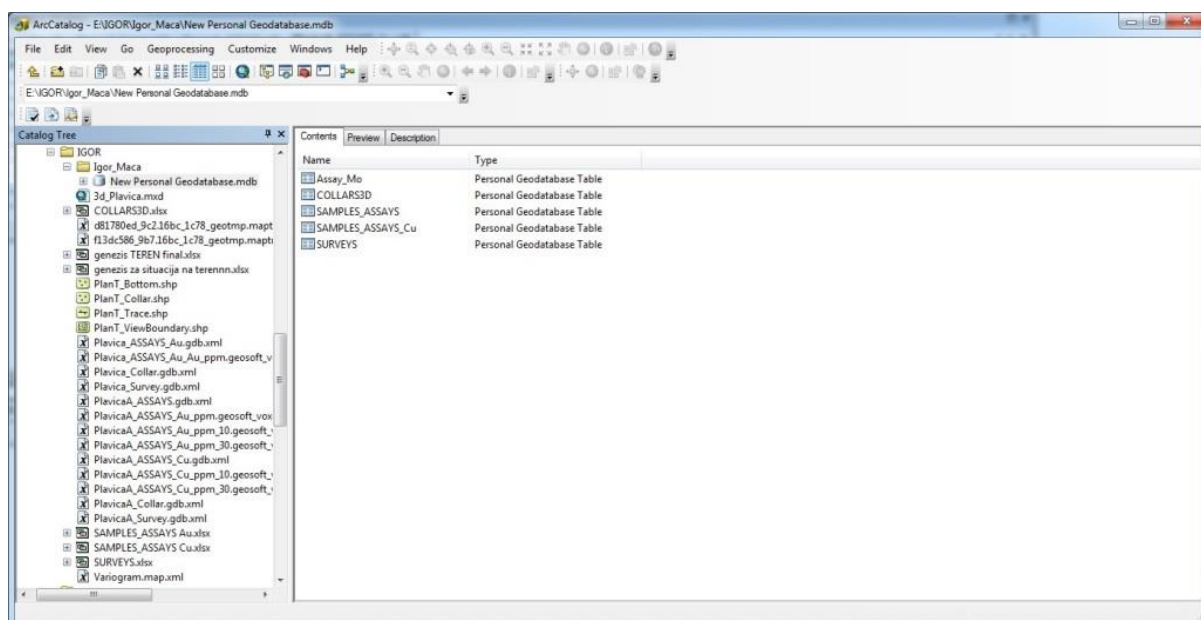 ArcCatalog - E:\IGOR\Igor_Maca\New Personal Geodatabase.mdb
File Edit View Go Geoprocessing Customize Windows Help
E:\IGOR\Igor_Maca\New Personal Geodatabase.mdb
Catalog Tree
IGOR
Igor_Maca
New Personal Geodatabase.mdb
3d_Plavica.mxd
COLLARS3D.xlsx
d81780ed_9c2.16bc_1c78_geotmp.mapt
f13dc586_9b7.16bc_1c78_geotmp.mapt
genezis TEREN final.xlsx
genezis za situacija na terennn.xlsx
PlanT_Bottom.shp
PlanT_Collar.shp
PlanT_Trace.shp
PlanT_ViewBoundary.shp
Plavica_ASSAYS_Au.gdb.xml
Plavica_ASSAYS_Au_Au_ppm.geosoft_v
Plavica_Collar.gdb.xml
Plavica_Survey.gdb.xml
PlavicaA_ASSAYS.gdb.xml
PlavicaA_ASSAYS_Au_ppm.geosoft_vox
PlavicaA_ASSAYS_Au_ppm_10.geosoft_
PlavicaA_ASSAYS_Au_ppm_30.geosoft_
PlavicaA_ASSAYS_Cu.gdb.xml
PlavicaA_ASSAYS_Cu_ppm_10.geosoft_
PlavicaA_ASSAYS_Cu_ppm_30.geosoft_
PlavicaA_Collar.gdb.xml
PlavicaA_Survey.gdb.xml
SAMPLES_ASSAYS Au.xlsx
SAMPLES_ASSAYS Cu.xlsx
SURVEYS.xlsx
Variogram.map.xml
Contents Preview Description
Name Type
Assay_Mo Personal Geodatabase Table
COLLARS3D Personal Geodatabase Table
SAMPLES_ASSAYS Personal Geodatabase Table
SAMPLES_ASSAYS_Cu Personal Geodatabase Table
SURVEYS Personal Geodatabase Table